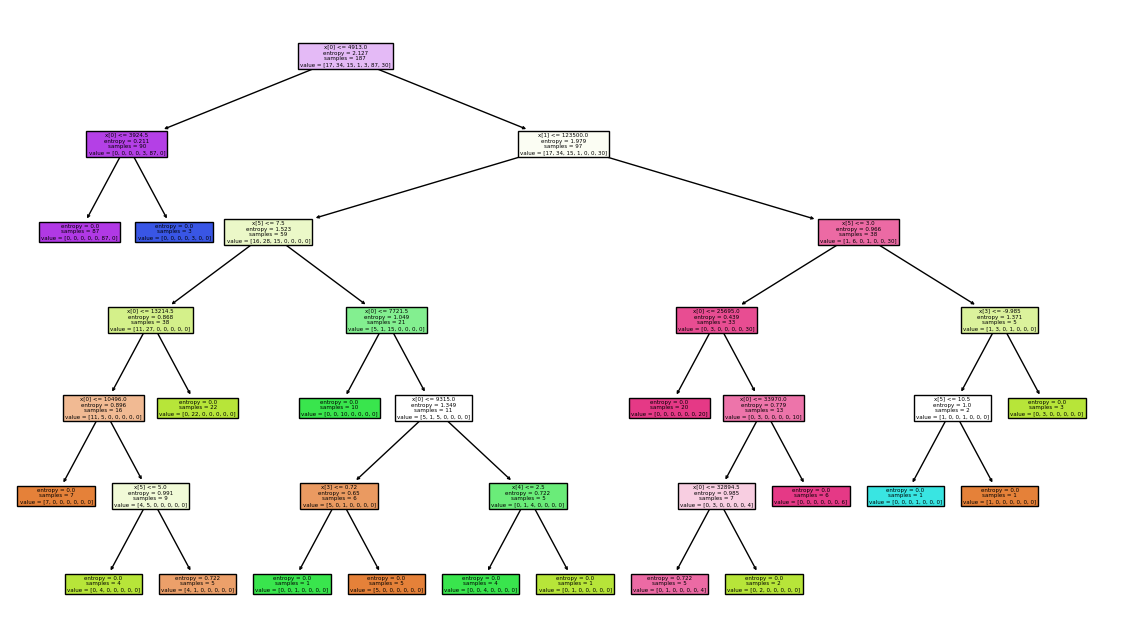 x[0] <= 4913.0
entropy = 2.127
samples = 187
value = [17, 34, 15, 1, 3, 87, 30]
x[0] <= 3924.5
entropy = 0.211
samples = 90
value = [0, 0, 0, 0, 3, 87, 0]
x[1] <= 123500.0
entropy = 1.979
samples = 97
value = [17, 34, 15, 1, 0, 0, 30]
entropy = 0.0
samples = 87
value = [0, 0, 0, 0, 0, 87, 0]
entropy = 0.0
samples = 3
value = [0, 0, 0, 0, 3, 0, 0]
x[5] <= 7.5
entropy = 1.523
samples = 59
value = [16, 28, 15, 0, 0, 0, 0]
x[5] <= 3.0
entropy = 0.966
samples = 38
value = [1, 6, 0, 1, 0, 0, 30]
x[0] <= 13214.5
entropy = 0.868
samples = 38
value = [11, 27, 0, 0, 0, 0, 0]
x[0] <= 7721.5
entropy = 1.049
samples = 21
value = [5, 1, 15, 0, 0, 0, 0]
x[0] <= 25695.0
entropy = 0.439
samples = 33
value = [0, 3, 0, 0, 0, 0, 30]
x[3] <= -9.985
entropy = 1.371
samples = 5
value = [1, 3, 0, 1, 0, 0, 0]
x[0] <= 10496.0
entropy = 0.896
samples = 16
value = [11, 5, 0, 0, 0, 0, 0]
entropy = 0.0
samples = 22
value = [0, 22, 0, 0, 0, 0, 0]
entropy = 0.0
samples = 10
value = [0, 0, 10, 0, 0, 0, 0]
x[0] <= 9315.0
entropy = 1.349
samples = 11
value = [5, 1, 5, 0, 0, 0, 0]
entropy = 0.0
samples = 20
value = [0, 0, 0, 0, 0, 0, 20]
x[0] <= 33970.0
entropy = 0.779
samples = 13
value = [0, 3, 0, 0, 0, 0, 10]
x[5] <= 10.5
entropy = 1.0
samples = 2
value = [1, 0, 0, 1, 0, 0, 0]
entropy = 0.0
samples = 3
value = [0, 3, 0, 0, 0, 0, 0]
entropy = 0.0
samples = 7
value = [7, 0, 0, 0, 0, 0, 0]
x[5] <= 5.0
entropy = 0.991
samples = 9
value = [4, 5, 0, 0, 0, 0, 0]
x[3] <= 0.72
entropy = 0.65
samples = 6
value = [5, 0, 1, 0, 0, 0, 0]
x[4] <= 2.5
entropy = 0.722
samples = 5
value = [0, 1, 4, 0, 0, 0, 0]
x[0] <= 32894.5
entropy = 0.985
samples = 7
value = [0, 3, 0, 0, 0, 0, 4]
entropy = 0.0
samples = 6
value = [0, 0, 0, 0, 0, 0, 6]
entropy = 0.0
samples = 1
value = [0, 0, 0, 1, 0, 0, 0]
entropy = 0.0
samples = 1
value = [1, 0, 0, 0, 0, 0, 0]
entropy = 0.0
samples = 4
value = [0, 4, 0, 0, 0, 0, 0]
entropy = 0.722
samples = 5
value = [4, 1, 0, 0, 0, 0, 0]
entropy = 0.0
samples = 1
value = [0, 0, 1, 0, 0, 0, 0]
entropy = 0.0
samples = 5
value = [5, 0, 0, 0, 0, 0, 0]
entropy = 0.0
samples = 4
value = [0, 0, 4, 0, 0, 0, 0]
entropy = 0.0
samples = 1
value = [0, 1, 0, 0, 0, 0, 0]
entropy = 0.722
samples = 5
value = [0, 1, 0, 0, 0, 0, 4]
entropy = 0.0
samples = 2
value = [0, 2, 0, 0, 0, 0, 0]